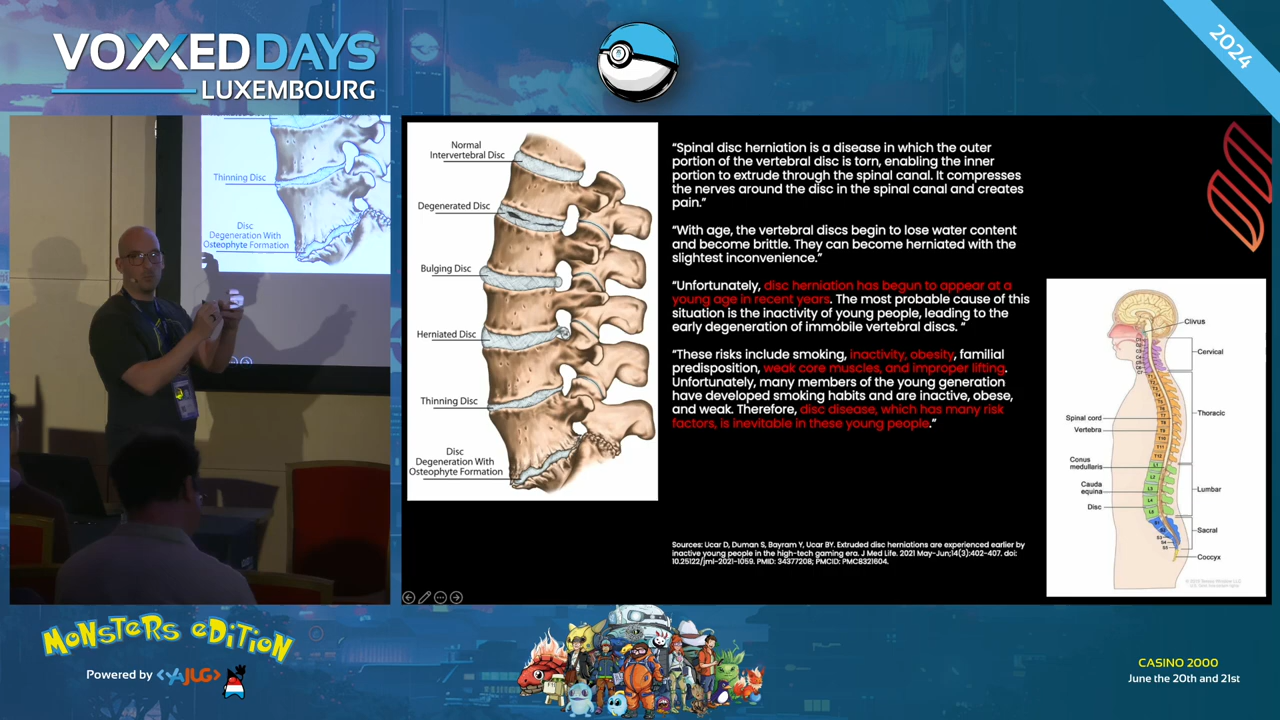 VOXXED DAYS
LUXEMBOURG
2024
Thinning Disc
Disc
Degeneration With
Osteophyte Formation
Normal
Intervertebral Disc
Degenerated Disc
Bulging Disc
Herniated Disc
Thinning Disc
Disc
Degeneration With
Osteophyte Formation
“Spinal disc herniation is a disease in which the outer
portion of the vertebral disc is torn, enabling the inner
portion to extrude through the spinal canal. It compresses
the nerves around the disc in the spinal canal and creates
pain.”
“With age, the vertebral discs begin to lose water content
and become brittle. They can become herniated with the
slightest inconvenience.”
“Unfortunately, disc herniation has begun to appear at a
young age in recent years. The most probable cause of this
situation is the inactivity of young people, leading to the
early degeneration of immobile vertebral discs. ”
“These risks include smoking, inactivity, obesity, familial
predisposition, weak core muscles, and improper lifting.
Unfortunately, many members of the young generation
have developed smoking habits and are inactive, obese,
and weak. Therefore, disc disease, which has many risk
factors, is inevitable in these young people.”
Sources: Ucar D, Duman S, Bayram Y, Ucar BY. Extruded disc herniations are experienced earlier by
inactive young people in the high-tech gaming era. J Med Life. 2021 May-Jun;14(3):402-407. doi:
10.25122/jml-2021-1059. PMID: 34377208; PMCID: PMC8321604.
Clivus
Cervical
Thoracic
Spinal cord
Vertebra
Conus
medullaris
Cauda
equina
Disc
Lumbar
Sacral
Coccyx
MONSTERS EDITION
Powered by <YAJUG>
CASINO 2000
June the 20th and 21st